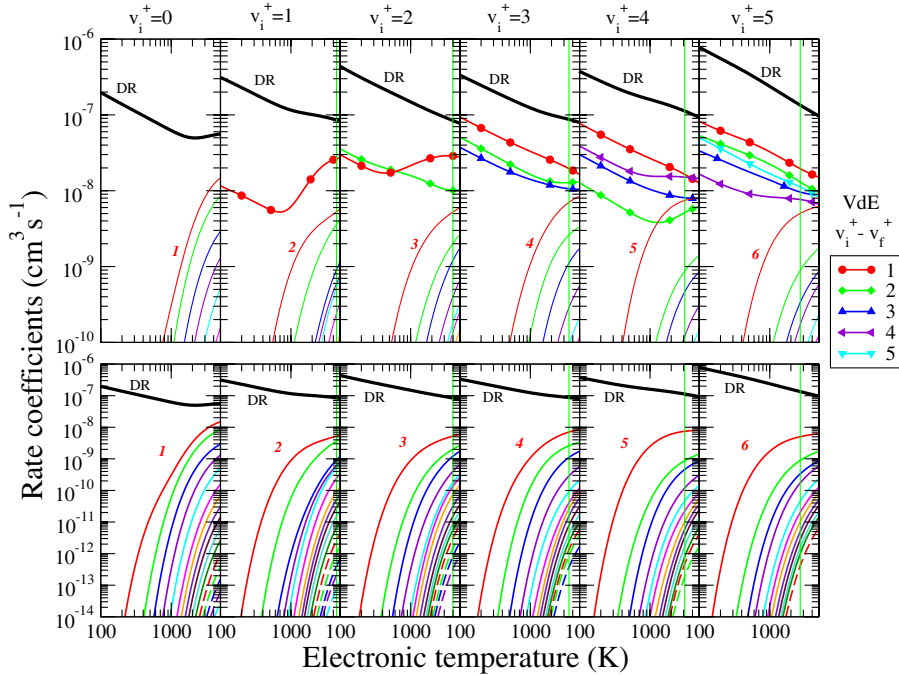 v_i^+=0 v_i^+=1 v_i^+=2 v_i^+=3 v_i^+=4 v_i^+=5
10^-6
DR DR DR DR DR DR
10^-7
10^-8
1 2 3 4 5 6
10^-9
10^-10
VdE
v_i^+ - v_f^+
1
2
3
4
5
10^-6
10^-7
DR DR DR DR DR DR
10^-8
1 2 3 4 5 6
10^-9
10^-10
10^-11
10^-12
10^-13
10^-14
100 1000 100 1000 100 1000 100 1000 100 1000 100 1000
Rate coefficients (cm^3 s^-1)
Electronic temperature (K)